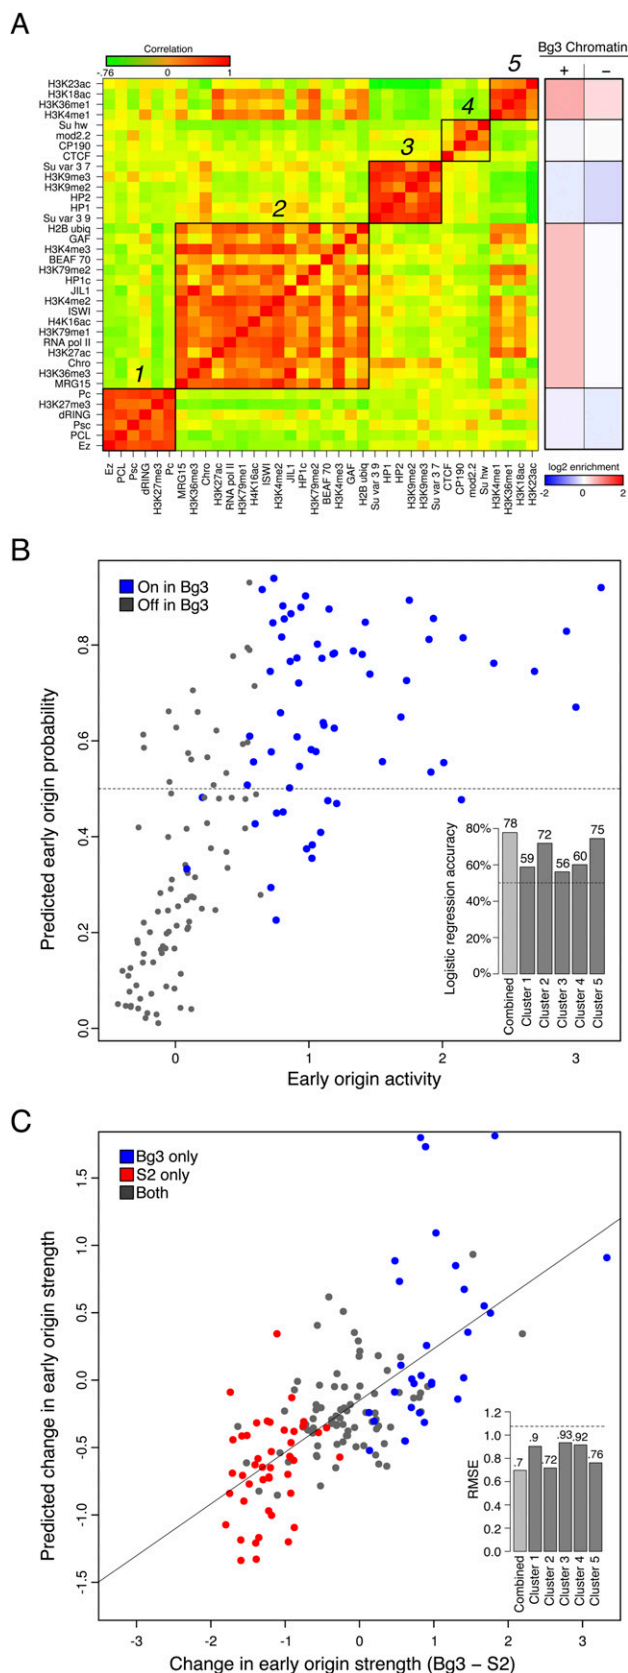 A
Correlation
-.76 0 1
Bg3 Chromatin
+ −
5
4
3
2
1
H3K23ac
H3K18ac
H3K36me1
H3K4me1
Su hw
mod2.2
CP190
CTCF
Su var 3 7
H3K9me3
H3K9me2
HP2
HP1
Su var 3 9
H2B ubiq
GAF
H3K4me3
BEAF 70
H3K79me2
HP1c
JIL1
H3K4me2
ISWI
H4K16ac
H3K79me1
RNA pol II
H3K27ac
Chro
H3K36me3
MRG15
Pc
H3K27me3
dRING
Psc
PCL
Ez
Ez
PCL
Psc
dRING
H3K27me3
Pc
MRG15
H3K36me3
Chro
H3K27ac
RNA pol II
H3K79me1
H4K16ac
ISWI
H3K4me2
JIL1
HP1c
H3K79me2
BEAF 70
H3K4me3
GAF
H2B ubiq
Su var 3 9
HP1
HP2
H3K9me2
H3K9me3
Su var 3 7
CTCF
CP190
mod2.2
Su hw
H3K4me1
H3K36me1
H3K18ac
H3K23ac
log2 enrichment
-2 0 2
B
On in Bg3
Off in Bg3
Predicted early origin probability
0.8
0.6
0.4
0.2
0.0
0 1 2 3
Early origin activity
Logistic regression accuracy
80%
60%
40%
20%
0%
78 59 72 56 60 75
Combined
Cluster 1
Cluster 2
Cluster 3
Cluster 4
Cluster 5
C
Bg3 only
S2 only
Both
Predicted change in early origin strength
1.5
1.0
0.5
0.0
-0.5
-1.0
-1.5
-3 -2 -1 0 1 2 3
Change in early origin strength (Bg3 − S2)
RMSE
1.2
1.0
0.8
0.6
0.4
0.2
0.0
.7 .9 .72 .93 .92 .76
Combined
Cluster 1
Cluster 2
Cluster 3
Cluster 4
Cluster 5